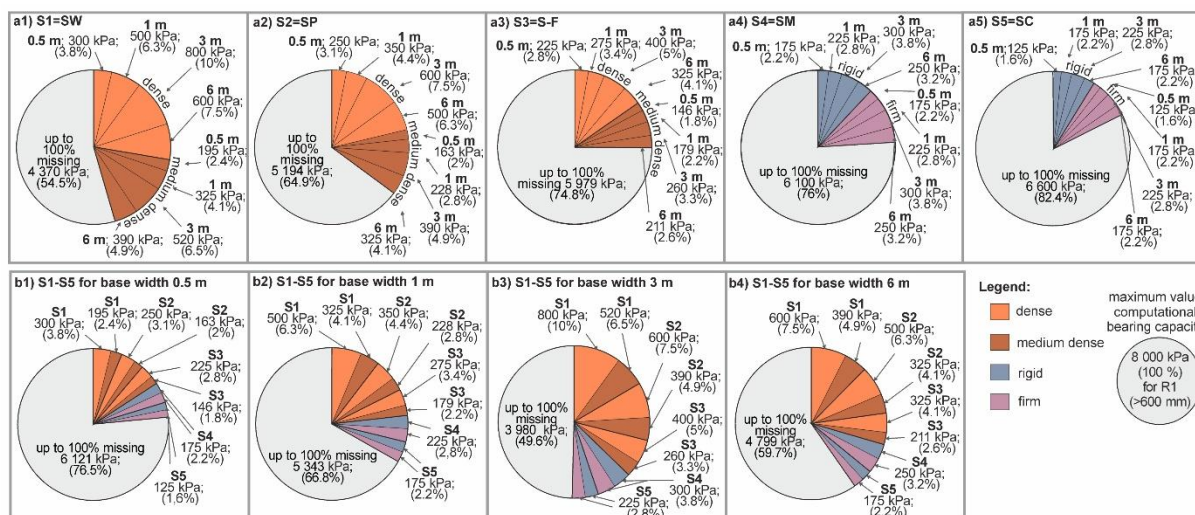 a1) S1=SW
0.5 m; 300 kPa;
(3.8%)
1 m
500 kPa;
(6.3%)
3 m
800 kPa;
(10%)
dense
6 m
600 kPa;
(7.5%)
0.5 m
195 kPa;
(2.4%)
medium dense
1 m
325 kPa;
(4.1%)
3 m
520 kPa;
(6.5%)
6 m; 390 kPa;
(4.9%)
up to
100%
missing
4 370 kPa;
(54.5%)
a2) S2=SP
0.5 m; 250 kPa;
(3.1%)
1 m
350 kPa;
(4.4%)
3 m
600 kPa;
(7.5%)
dense
6 m
500 kPa;
(6.3%)
0.5 m
163 kPa;
(2%)
medium dense
1 m
228 kPa;
(2.8%)
3 m
390 kPa;
(4.9%)
6 m
325 kPa;
(4.1%)
up to
100%
missing
5 194 kPa;
(64.9%)
a3) S3=S-F
0.5 m; 225 kPa;
(2.8%)
1 m
275 kPa;
(3.4%)
3 m
400 kPa;
(5%)
dense
6 m
325 kPa;
(4.1%)
0.5 m
146 kPa;
(1.8%)
medium dense
1 m
179 kPa;
(2.2%)
3 m
260 kPa;
(3.3%)
6 m
211 kPa;
(2.6%)
up to 100%
missing 5 979 kPa;
(74.8%)
a4) S4=SM
0.5 m; 175 kPa;
(2.2%)
1 m
225 kPa;
(2.8%)
3 m
300 kPa;
(3.8%)
rigid
6 m
250 kPa;
(3.2%)
0.5 m
175 kPa;
(2.2%)
firm
1 m
225 kPa;
(2.8%)
3 m
300 kPa;
(3.8%)
6 m
250 kPa;
(3.2%)
up to 100% missing
6 100 kPa;
(76%)
a5) S5=SC
0.5 m; 125 kPa;
(1.6%)
1 m
175 kPa;
(2.2%)
3 m
225 kPa;
(2.8%)
rigid
6 m
175 kPa;
(2.2%)
0.5 m
125 kPa;
(1.6%)
firm
1 m
175 kPa;
(2.2%)
3 m
225 kPa;
(2.8%)
6 m
175 kPa;
(2.2%)
up to 100% missing
6 600 kPa;
(82.4%)
b1) S1-S5 for base width 0.5 m
S1
300 kPa;
(3.8%)
S1
195 kPa;
(2.4%)
S2
250 kPa;
(3.1%)
S2
163 kPa;
(2%)
S3
225 kPa;
(2.8%)
S3
146 kPa;
(1.8%)
S4
175 kPa;
(2.2%)
S5
125 kPa;
(1,6%)
up to 100% missing
6 121 kPa;
(76.5%)
b2) S1-S5 for base width 1 m
S1
500 kPa;
(6.3%)
S1
325 kPa;
(4.1%)
S2
350 kPa;
(4.4%)
S2
228 kPa;
(2.8%)
S3
275 kPa;
(3.4%)
S3
179 kPa;
(2.2%)
S4
225 kPa;
(2,8%)
S5
175 kPa;
(2.2%)
up to 100% missing
5 343 kPa;
(66.8%)
b3) S1-S5 for base width 3 m
S1
800 kPa;
(10%)
S1
520 kPa;
(6.5%)
S2
600 kPa;
(7.5%)
S2
390 kPa;
(4.9%)
S3
400 kPa;
(5%)
S3
260 kPa;
(3.3%)
S4
300 kPa;
(3.8%)
S5
225 kPa;
(2.8%)
up to 100%
missing
3 980 kPa;
(49.6%)
b4) S1-S5 for base width 6 m
S1
600 kPa;
(7.5%)
S1
390 kPa;
(4.9%)
S2
500 kPa;
(6.3%)
S2
325 kPa;
(4.1%)
S3
325 kPa;
(4.1%)
S3
211 kPa;
(2.6%)
S4
250 kPa;
(3.2%)
S5
175 kPa;
(2.2%)
up to 100%
missing
4 799 kPa;
(59.7%)
Legend:
dense
medium dense
rigid
firm
maximum value
computational
bearing capacity
8 000 kPa
(100 %)
for R1
(>600 mm)